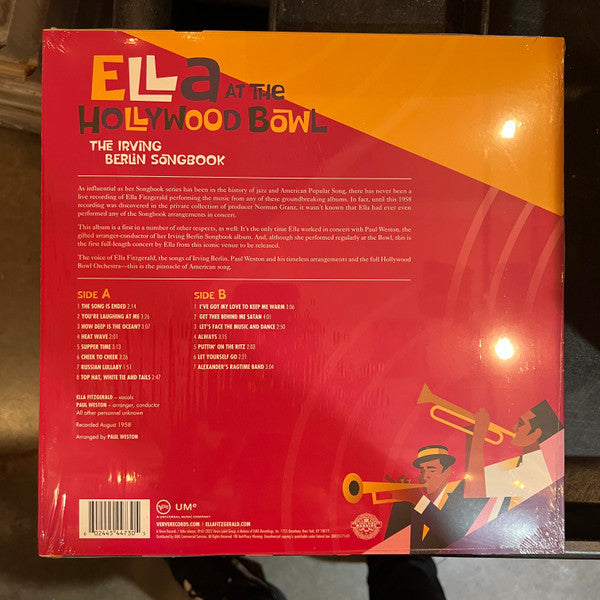 ELLA AT THE
HOLLYWOOD BOWL
THE IRVING
BERLIN SONGBOOK
As influential as her Songbook series has been in the history of jazz and American Popular Song, there has never been a
live recording of Ella Fitzgerald performing the music from any of these groundbreaking albums. In fact, until this 1958
recording was discovered in the private collection of producer Norman Granz, it wasn't known that Ella had ever even
performed any of the Songbook arrangements in concert.
This album is a first in a number of other respects, as well: It's the only time Ella worked in concert with Paul Weston, the
gifted arranger-conductor of her Irving Berlin Songbook album. And, although she performed regularly at the Bowl, this is
the first full-length concert by Ella from this iconic venue to be released.
The voice of Ella Fitzgerald, the songs of Irving Berlin, Paul Weston and his timeless arrangements and the full Hollywood
Bowl Orchestra—this is the pinnacle of American song.
SIDE A
1 THE SONG IS ENDED 2:14
2 YOU'RE LAUGHING AT ME 3:26
3 HOW DEEP IS THE OCEAN? 3:07
4 HEAT WAVE 2:01
5 SUPPER TIME 3:13
6 CHEEK TO CHEEK 3:26
7 RUSSIAN LULLABY 1:51
8 TOP HAT, WHITE TIE AND TAILS 2:47
SIDE B
1 I'VE GOT MY LOVE TO KEEP ME WARM 3:06
2 GET THEE BEHIND ME SATAN 4:01
3 LET'S FACE THE MUSIC AND DANCE 2:50
4 ALWAYS 3:15
5 PUTTIN' ON THE RITZ 2:03
6 LET YOURSELF GO 2:21
7 ALEXANDER'S RAGTIME BAND 3:04
ELLA FITZGERALD – vocals
PAUL WESTON – arranger, conductor
All other personnel unknown
Recorded August 1958
Arranged by PAUL WESTON
6 02445 44730 3
verve
UMe
A UNIVERSAL MUSIC COMPANY
VERVERECORDS.COM | ELLAFITZGERALD.COM